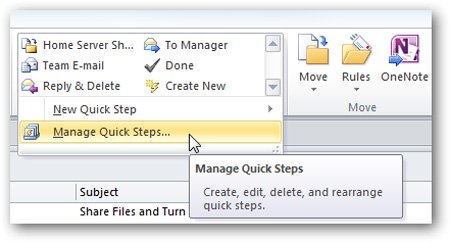 Home Server Sh... To Manager
Team E-mail Done
Reply & Delete Create New
New Quick Step
Manage Quick Steps...
Move Rules OneNote
Move
Manage Quick Steps
Create, edit, delete, and rearrange
quick steps.
Subject
Share Files and Turn